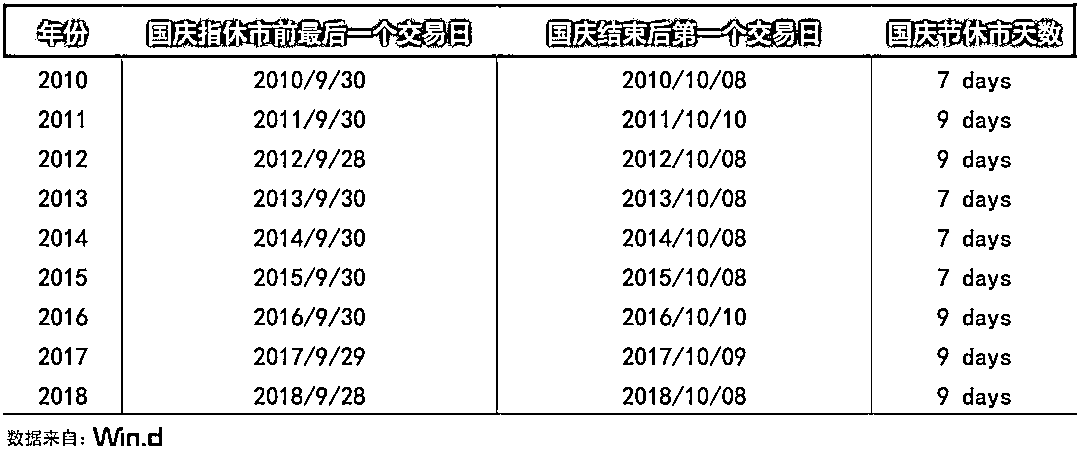 年份 国庆指休市前最后一个交易日 国庆结束后第一个交易日 国庆节休市天数
2010 2010/9/30 2010/10/08 7 days
2011 2011/9/30 2011/10/10 9 days
2012 2012/9/28 2012/10/08 9 days
2013 2013/9/30 2013/10/08 7 days
2014 2014/9/30 2014/10/08 7 days
2015 2015/9/30 2015/10/08 7 days
2016 2016/9/30 2016/10/10 9 days
2017 2017/9/29 2017/10/09 9 days
2018 2018/9/28 2018/10/08 9 days
数据来自: Win.d